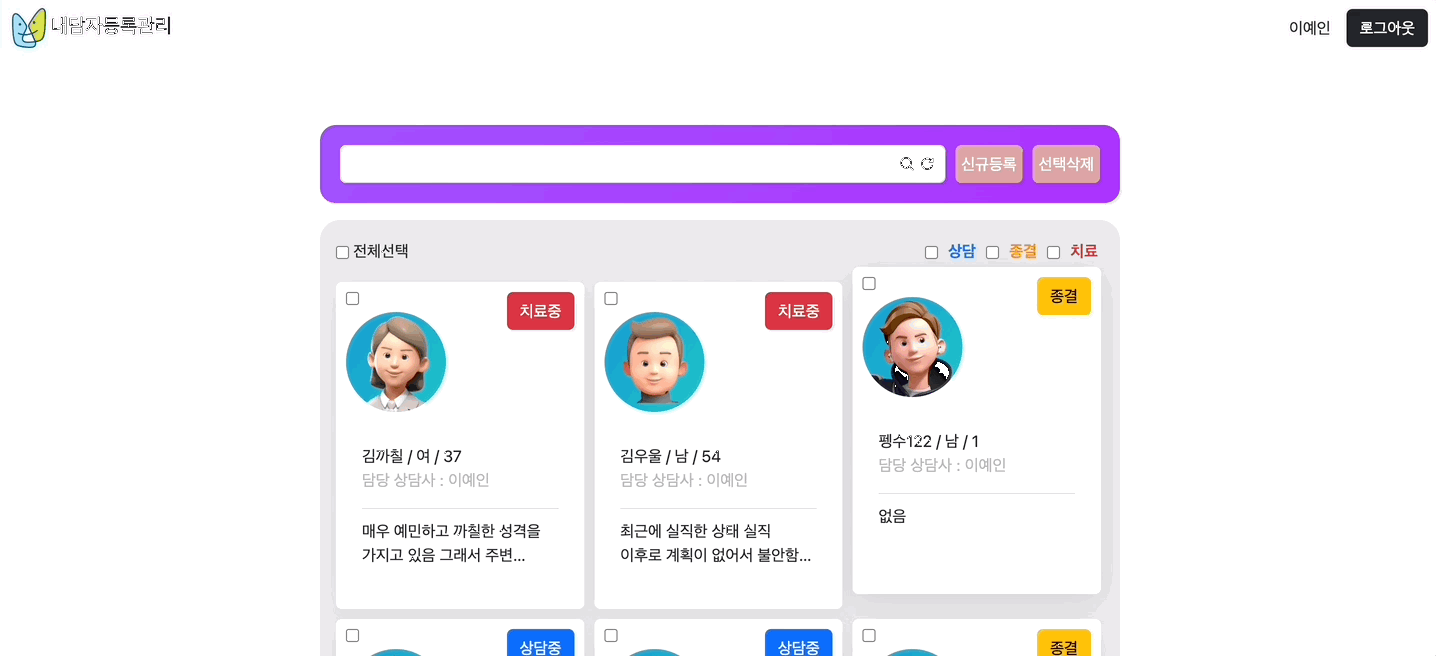 내담자등록관리
이예인
로그아웃
신규등록
선택삭제
전체선택
상담
종결
치료
치료중
김까칠 / 여 / 37
담당 상담사 : 이예인
매우 예민하고 까칠한 성격을
가지고 있음 그래서 주변...
치료중
김우울 / 남 / 54
담당 상담사 : 이예인
최근에 실직한 상태 실직
이후로 계획이 없어서 불안함...
종결
펭수122 / 남 / 1
담당 상담사 : 이예인
없음
상담중
상담중
종결